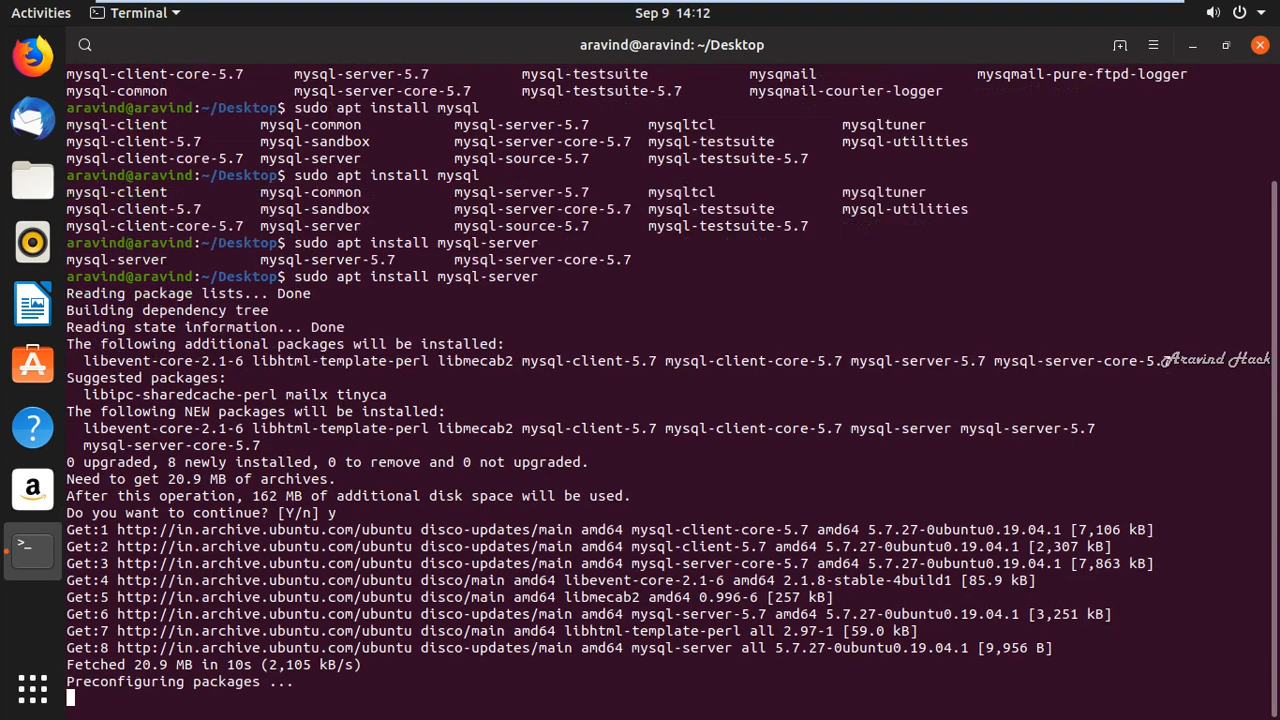 Activities
Terminal
Sep 9 14:12
aravind@aravind: ~/Desktop
mysql-client-core-5.7 mysql-server-5.7 mysql-testsuite mysqmail mysqmail-pure-ftpd-logger
mysql-common mysql-server-core-5.7 mysql-testsuite-5.7 mysqmail-courier-logger
aravind@aravind:~/Desktop$ sudo apt install mysql
mysql-client mysql-common mysql-server-5.7 mysqltcl mysqltuner
mysql-client-5.7 mysql-sandbox mysql-server-core-5.7 mysql-testsuite mysql-utilities
mysql-client-core-5.7 mysql-server mysql-source-5.7 mysql-testsuite-5.7
aravind@aravind:~/Desktop$ sudo apt install mysql
mysql-client mysql-common mysql-server-5.7 mysqltcl mysqltuner
mysql-client-5.7 mysql-sandbox mysql-server-core-5.7 mysql-testsuite mysql-utilities
mysql-client-core-5.7 mysql-server mysql-source-5.7 mysql-testsuite-5.7
aravind@aravind:~/Desktop$ sudo apt install mysql-server
mysql-server mysql-server-5.7 mysql-server-core-5.7
aravind@aravind:~/Desktop$ sudo apt install mysql-server
Reading package lists... Done
Building dependency tree
Reading state information... Done
The following additional packages will be installed:
libevent-core-2.1-6 libhtml-template-perl libmecab2 mysql-client-5.7 mysql-client-core-5.7 mysql-server-5.7 mysql-server-core-5.7
Aravind Hack
Suggested packages:
libipc-sharedcache-perl mailx tinyca
The following NEW packages will be installed:
libevent-core-2.1-6 libhtml-template-perl libmecab2 mysql-client-5.7 mysql-client-core-5.7 mysql-server mysql-server-5.7
mysql-server-core-5.7
0 upgraded, 8 newly installed, 0 to remove and 0 not upgraded.
Need to get 20.9 MB of archives.
After this operation, 162 MB of additional disk space will be used.
Do you want to continue? [Y/n] y
Get:1 http://in.archive.ubuntu.com/ubuntu disco-updates/main amd64 mysql-client-core-5.7 amd64 5.7.27-0ubuntu0.19.04.1 [7,106 kB]
Get:2 http://in.archive.ubuntu.com/ubuntu disco-updates/main amd64 mysql-client-5.7 amd64 5.7.27-0ubuntu0.19.04.1 [2,307 kB]
Get:3 http://in.archive.ubuntu.com/ubuntu disco-updates/main amd64 mysql-server-core-5.7 amd64 5.7.27-0ubuntu0.19.04.1 [7,863 kB]
Get:4 http://in.archive.ubuntu.com/ubuntu disco/main amd64 libevent-core-2.1-6 amd64 2.1.8-stable-4build1 [85.9 kB]
Get:5 http://in.archive.ubuntu.com/ubuntu disco/main amd64 libmecab2 amd64 0.996-6 [257 kB]
Get:6 http://in.archive.ubuntu.com/ubuntu disco-updates/main amd64 mysql-server-5.7 amd64 5.7.27-0ubuntu0.19.04.1 [3,251 kB]
Get:7 http://in.archive.ubuntu.com/ubuntu disco/main amd64 libhtml-template-perl all 2.97-1 [59.0 kB]
Get:8 http://in.archive.ubuntu.com/ubuntu disco-updates/main amd64 mysql-server all 5.7.27-0ubuntu0.19.04.1 [9,956 B]
Fetched 20.9 MB in 10s (2,105 kB/s)
Preconfiguring packages ...